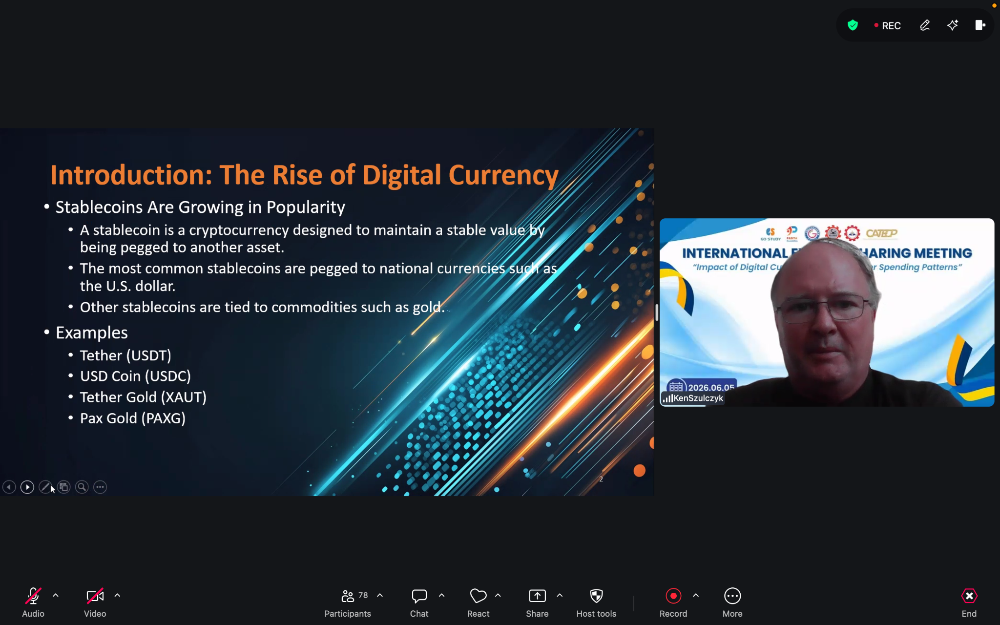 REC
Introduction: The Rise of Digital Currency
• Stablecoins Are Growing in Popularity
• A stablecoin is a cryptocurrency designed to maintain a stable value by
being pegged to another asset.
• The most common stablecoins are pegged to national currencies such as
the U.S. dollar.
• Other stablecoins are tied to commodities such as gold.
• Examples
• Tether (USDT)
• USD Coin (USDC)
• Tether Gold (XAUT)
• Pax Gold (PAXG)
2
GO STUDY
PASITA
CATECP
INTERNATIONAL HARING MEETING
“Impact of Digital Cu r Spending Patterns”
2026.06.05
KenSzulczyk
Audio
Video
78
Participants
Chat
React
Share
Host tools
Record
More
End